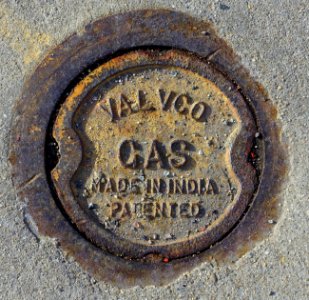 VALVCO
GAS
MADE IN INDIA
PATENTED